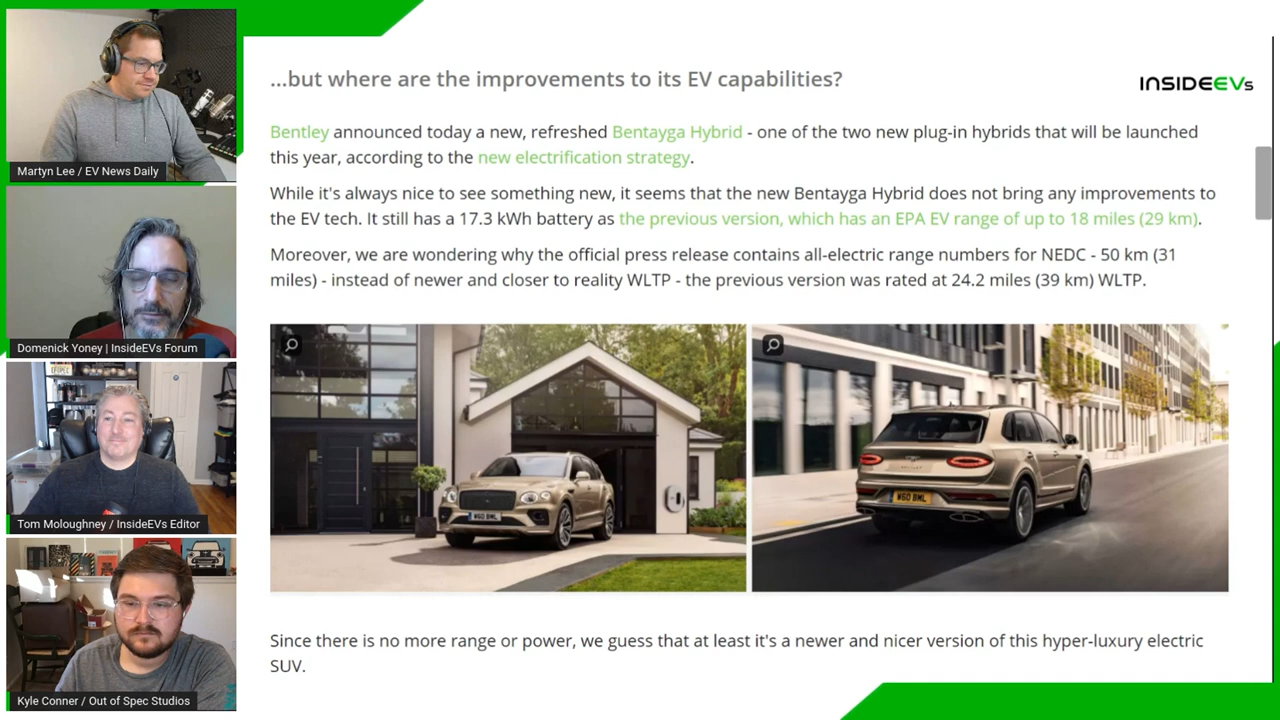 Martyn Lee / EV News Daily
Domenick Yoney | InsideEVs Forum
Tom Moloughney / InsideEVs Editor
Kyle Conner / Out of Spec Studios
...but where are the improvements to its EV capabilities?
INSIDEEVs
Bentley announced today a new, refreshed Bentayga Hybrid - one of the two new plug-in hybrids that will be launched
this year, according to the new electrification strategy.
While it's always nice to see something new, it seems that the new Bentayga Hybrid does not bring any improvements to
the EV tech. It still has a 17.3 kWh battery as the previous version, which has an EPA EV range of up to 18 miles (29 km).
Moreover, we are wondering why the official press release contains all-electric range numbers for NEDC - 50 km (31
miles) - instead of newer and closer to reality WLTP - the previous version was rated at 24.2 miles (39 km) WLTP.
W60 BML
W60 BML
Since there is no more range or power, we guess that at least it's a newer and nicer version of this hyper-luxury electric
SUV.